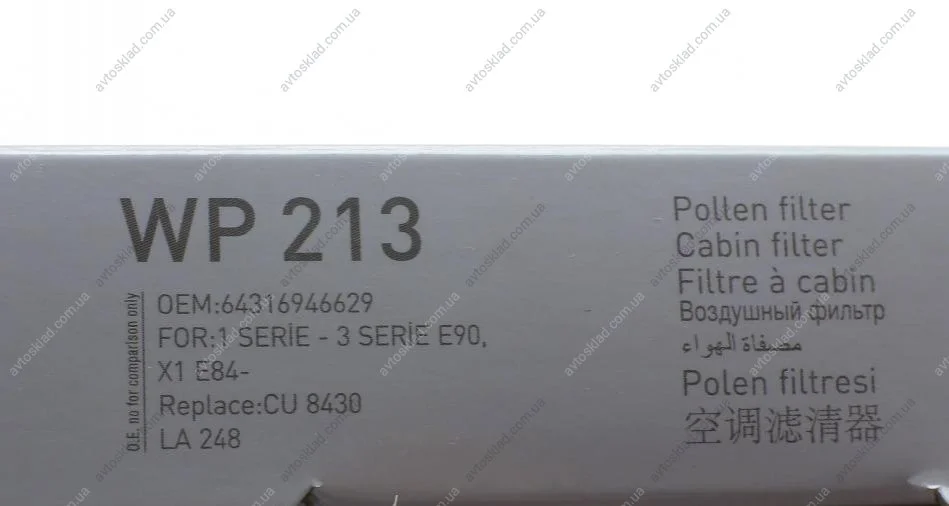 WP 213
O.E. no for comparison only
OEM:64316946629
FOR:1 SERİE - 3 SERİE E90,
X1 E84-
Replace:CU 8430
LA 248
Pollen filter
Cabin filter
Filtre à cabin
Воздушный фильтр
مصفاة الهواء
Polen filtresi
空调滤清器
avtosklad.com.ua